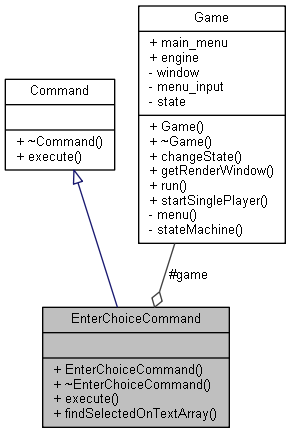 Game
+ main_menu
+ engine
- window
- menu_input
- state
+ Game()
+ ~Game()
+ changeState()
+ getRenderWindow()
+ run()
+ startSinglePlayer()
- menu()
- stateMachine()
Command
+ ~Command()
+ execute()
#game
EnterChoiceCommand
+ EnterChoiceCommand()
+ ~EnterChoiceCommand()
+ execute()
+ findSelectedOnTextArray()